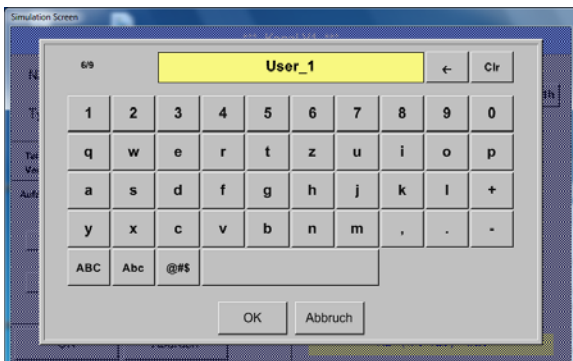 Simulation Screen
6/9 User_1 ← Clr
1 2 3 4 5 6 7 8 9 0
q w e r t z u i o p
a s d f g h j k l +
y x c v b n m , . -
ABC Abc @#$
OK Abbruch